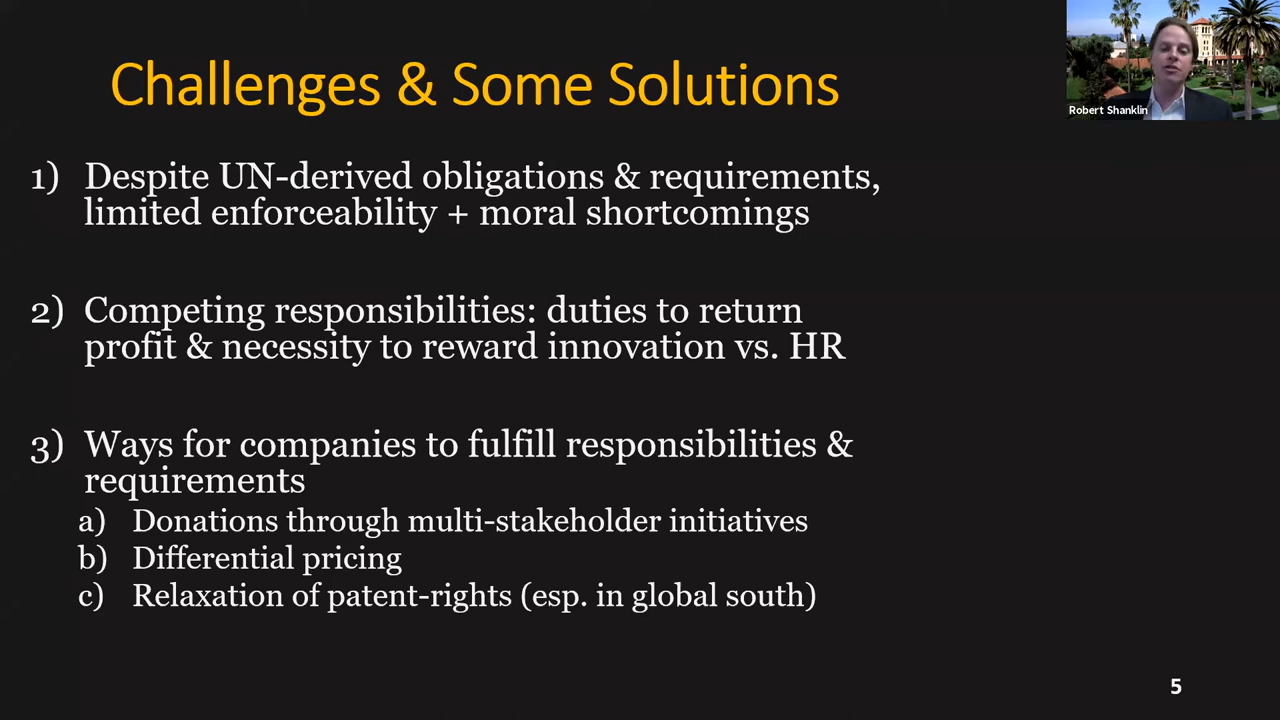 Challenges & Some Solutions
Robert Shanklin
1) Despite UN-derived obligations & requirements,
limited enforceability + moral shortcomings
2) Competing responsibilities: duties to return
profit & necessity to reward innovation vs. HR
3) Ways for companies to fulfill responsibilities &
requirements
a) Donations through multi-stakeholder initiatives
b) Differential pricing
c) Relaxation of patent-rights (esp. in global south)
5